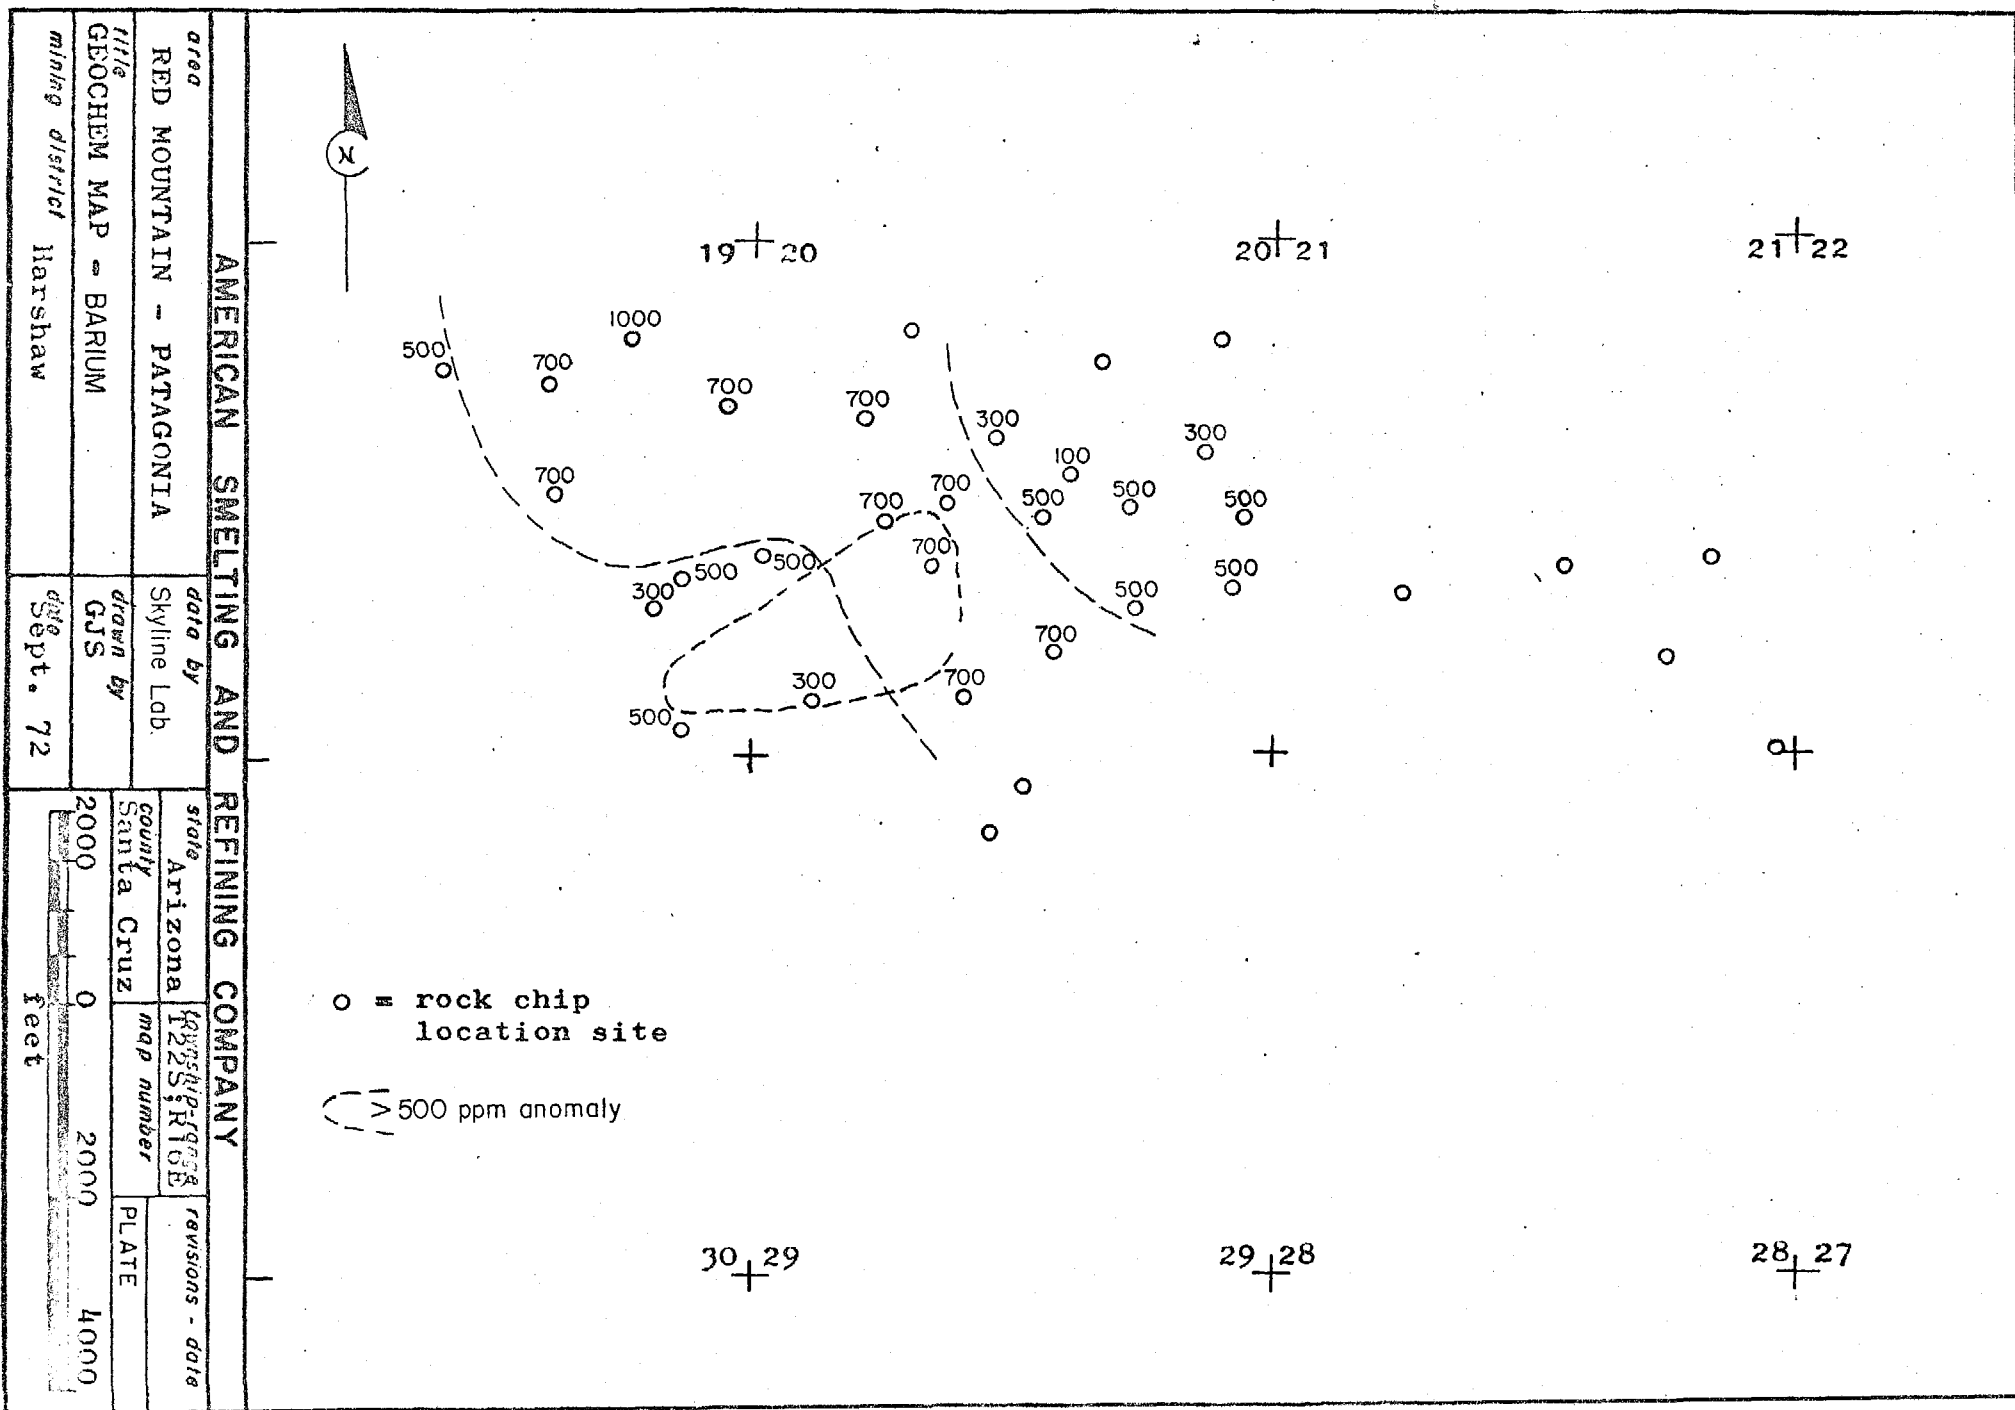 AMERICAN SMELTING AND REFINING COMPANY
area
RED MOUNTAIN - PATAGONIA
title
GEOCHEM MAP - BARIUM
mining district Harshaw
data by
Skyline Lab.
drawn by
GJS
date
Sept. 72
state
Arizona
county
Santa Cruz
township-range
T22S, R16E
map number
revisions - date
PLATE
2000 0 2000 4000
feet
N
19 20
20 21
21 22
1000
500
700
700
700
300
300
100
700
700
700
500
500
500
700
500
500
500
300
500
700
300
700
500
O = rock chip
location site
> 500 ppm anomaly
30 29
29 28
28 27